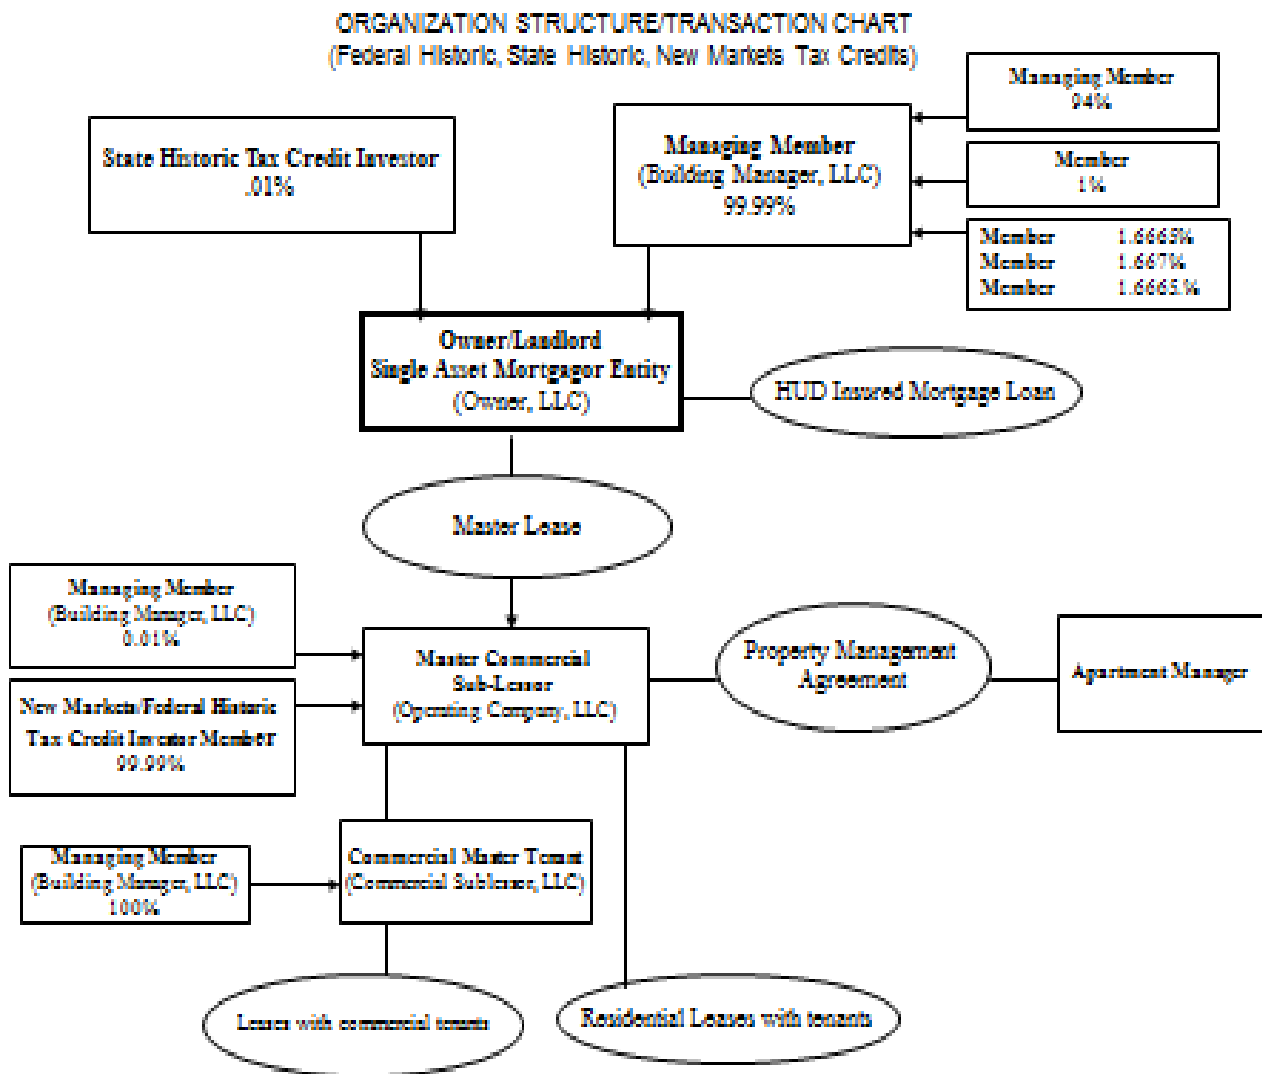 ORGANIZATION STRUCTURE/TRANSACTION CHART
(Federal Historic, State Historic, New Markets Tax Credits)
Managing Member
94%
State Historic Tax Credit Investor
.01%
Managing Member
(Building Manager, LLC)
99.99%
Member
1%
Member 1.6665%
Member 1.667%
Member 1.6665.%
Owner/Landlord
Single Asset Mortgagor Entity
(Owner, LLC)
HUD Insured Mortgage Loan
Master Lease
Managing Member
(Building Manager, LLC)
0.01%
Master Commercial
Sub-Lessor
(Operating Company, LLC)
Property Management
Agreement
Apartment Manager
New Markets/Federal Historic
Tax Credit Investor Member
99.99%
Managing Member
(Building Manager, LLC)
100%
Commercial Master Tenant
(Commercial Sublessee, LLC)
Leases with commercial tenants
Residential Leases with tenants